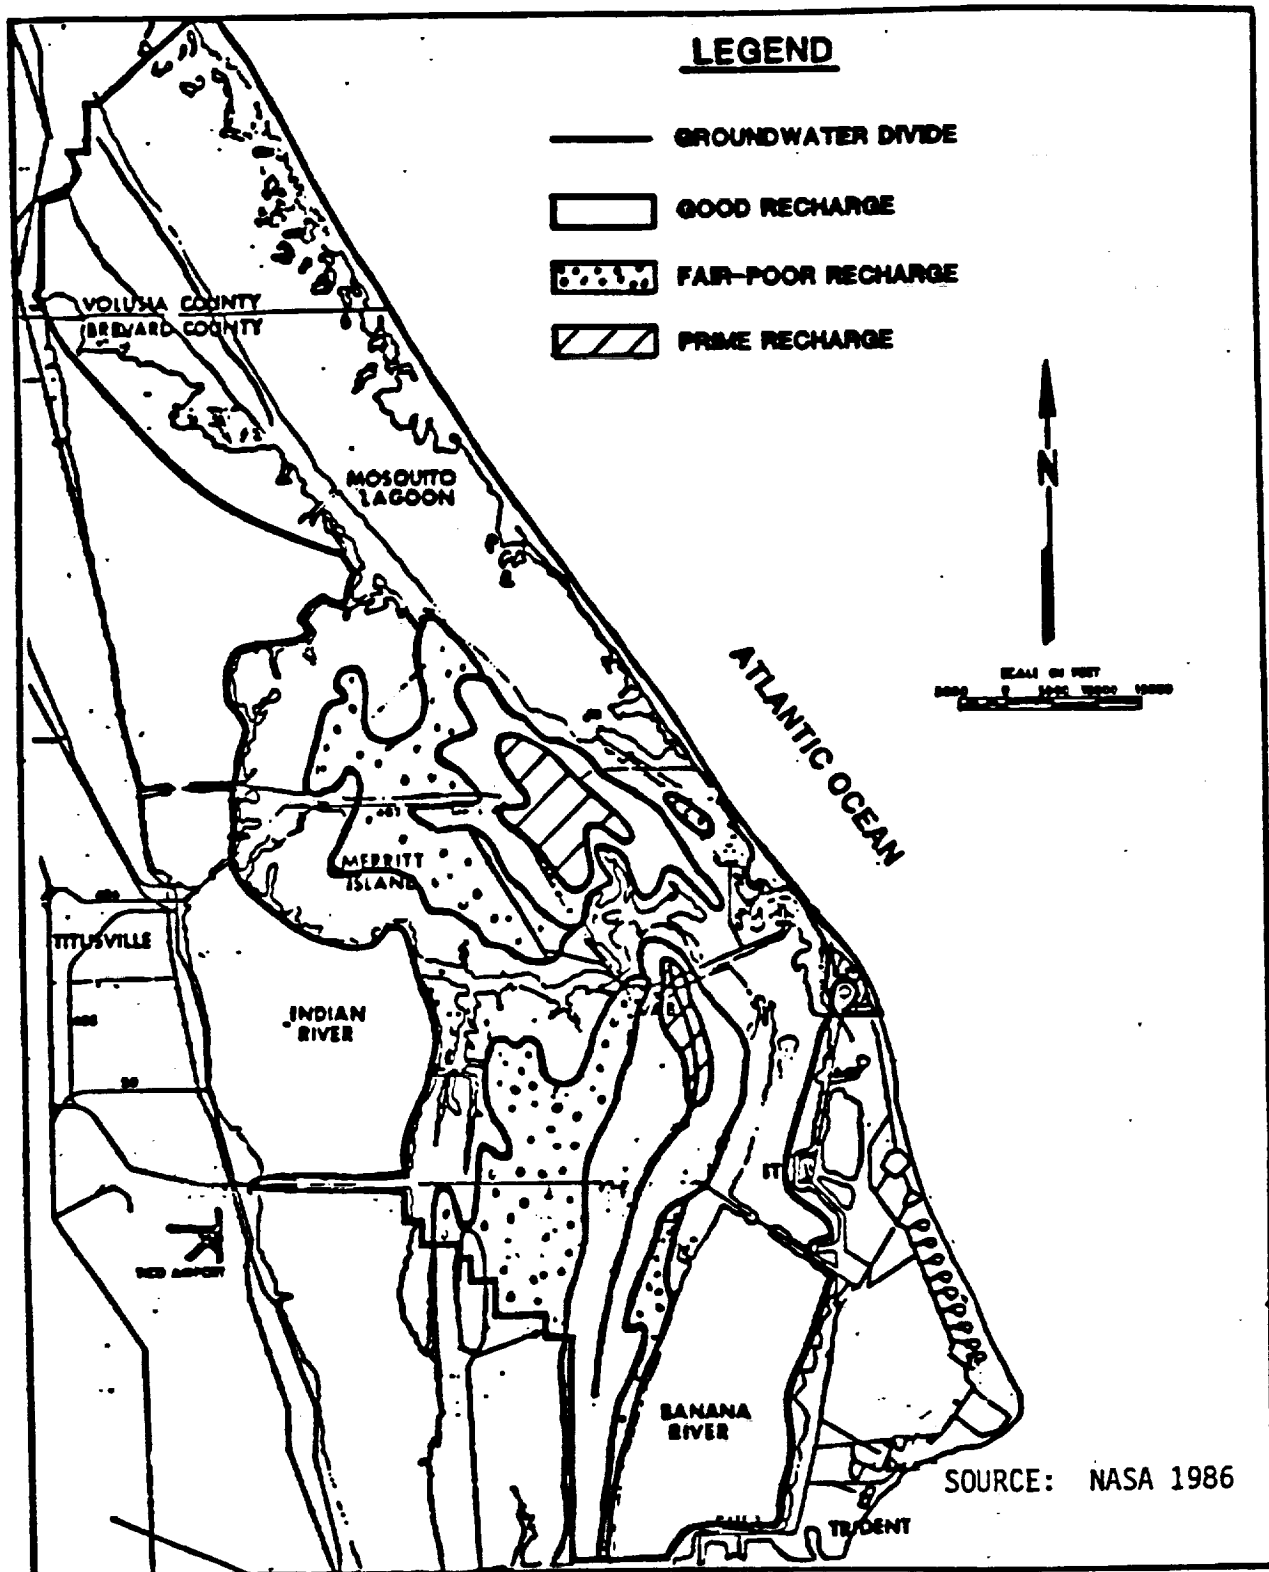 LEGEND
GROUNDWATER DIVIDE
GOOD RECHARGE
FAIR-POOR RECHARGE
PRIME RECHARGE
VOLUSIA COUNTY
BREVARD COUNTY
MOSQUITO
LAGOON
N
ATLANTIC OCEAN
MERRITT
ISLAND
TITUSVILLE
INDIAN
RIVER
BANANA
RIVER
SOURCE: NASA 1986
TRIDENT